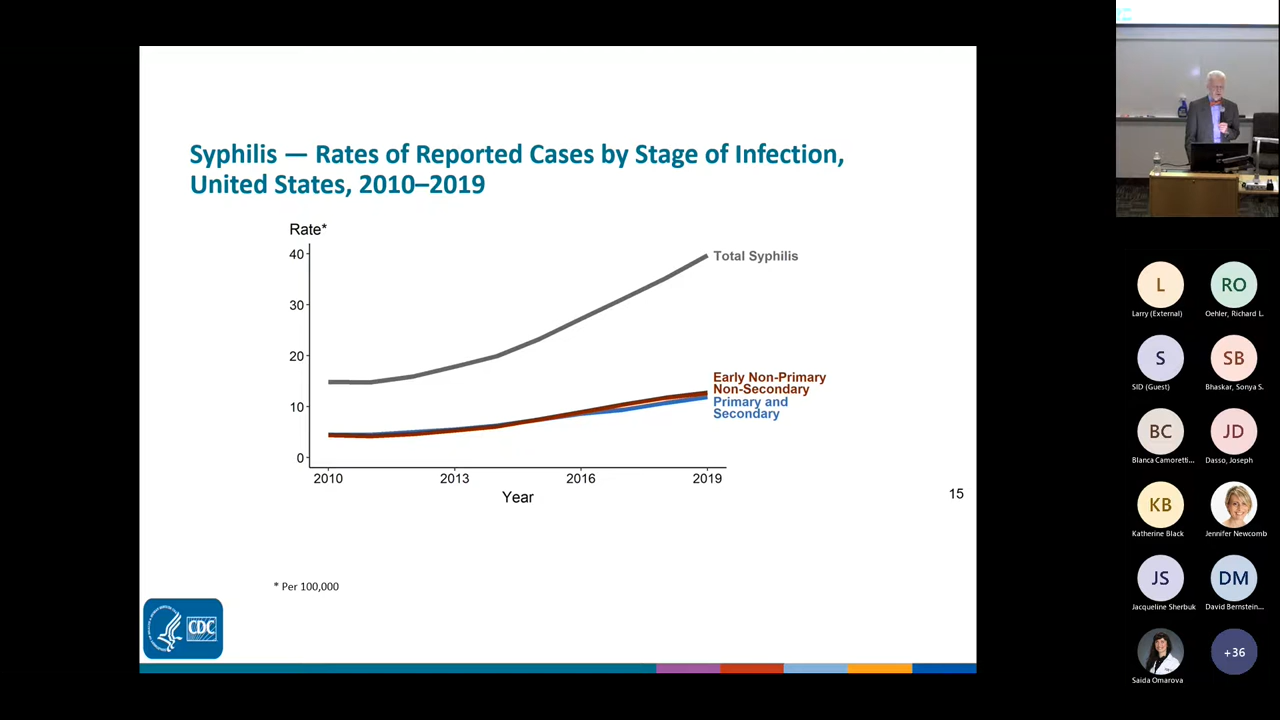 Syphilis — Rates of Reported Cases by Stage of Infection,
United States, 2010–2019
Rate*
40
30
20
10
0
Total Syphilis
Early Non-Primary
Non-Secondary
Primary and
Secondary
2010
2013
2016
2019
Year
15
* Per 100,000
CDC
L
RO
Larry (External)
Oehler, Richard L.
S
SB
SID (Guest)
Bhaskar, Sonya S.
BC
JD
Blanca Camoretti...
Dasso, Joseph
KB
Katherine Black
Jennifer Newcomb
JS
DM
Jacqueline Sherbuk
David Bernstein...
+36
Saida Omarova